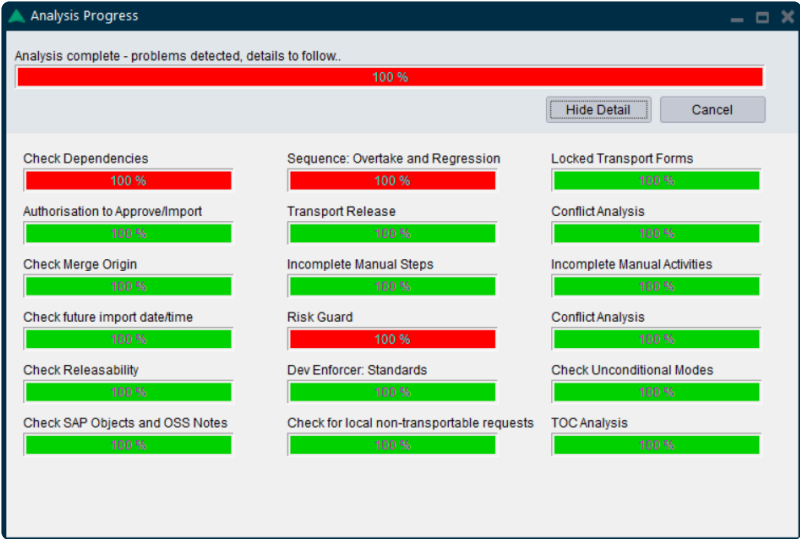 Analysis Progress
Analysis complete - problems detected, details to follow..
100 %
Hide Detail Cancel
Check Dependencies Sequence: Overtake and Regression Locked Transport Forms
100 % 100 % 100 %
Authorisation to Approve/Import Transport Release Conflict Analysis
100 % 100 % 100 %
Check Merge Origin Incomplete Manual Steps Incomplete Manual Activities
100 % 100 % 100 %
Check future import date/time Risk Guard Conflict Analysis
100 % 100 % 100 %
Check Releasability Dev Enforcer: Standards Check Unconditional Modes
100 % 100 % 100 %
Check SAP Objects and OSS Notes Check for local non-transportable requests TOC Analysis
100 % 100 % 100 %